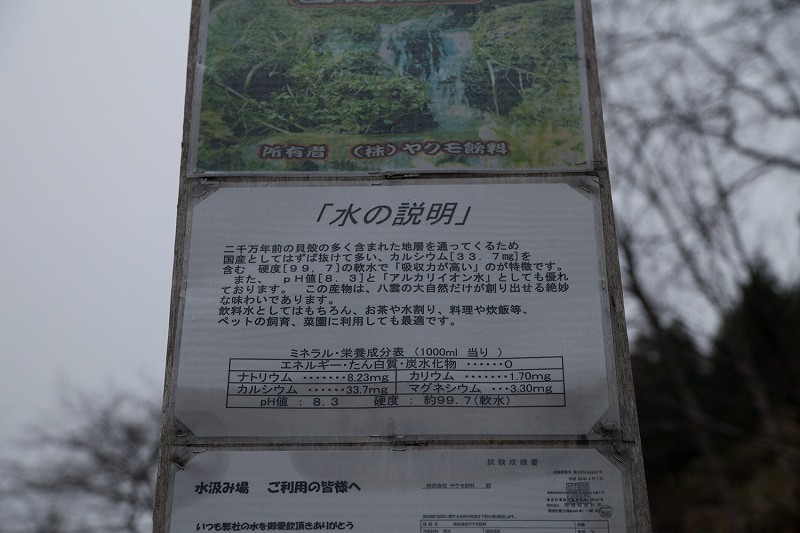 所有者 (株)ヤクモ飲料
「水の説明」
二千万年前の貝殻の多く含まれた地層を通ってくるため
国産としてはずば抜けて多い、カルシウム[33.7mg]を
含む 硬度[99,7]の軟水で「吸収力が高い」のが特徴です。
また、 pH値[8.3]と「アルカリイオン水」としても優れ
ております。 この産物は、八雲の大自然だけが創り出せる絶妙
な味わいであります。
飲料水としてはもちろん、お茶や水割り、料理や炊飯等、
ペットの飼育、菜園に利用しても最適です。
ミネラル・栄養成分表 (1000ml 当り)
エネルギー・たん白質・炭水化物 ・・・・・・0
ナトリウム ・・・・・・・8.23mg カリウム ・・・・・・・1.70mg
カルシウム ・・・・・・・33.7mg マグネシウム ・・・3.30mg
pH値 : 8.3 硬度 : 約99.7(軟水)
試験成績書
水汲み場 ご利用の皆様へ
株式会社 ヤクモ飲料 殿
いつも弊社の水を御愛飲頂きありがとう